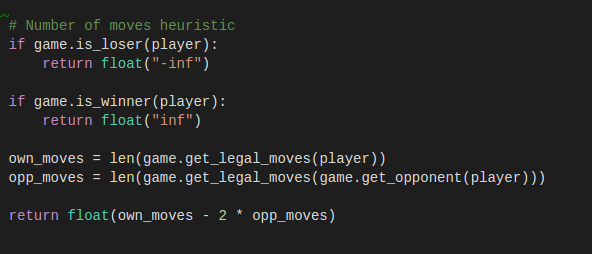 # Number of moves heuristic
if game.is_loser(player):
    return float("-inf")
if game.is_winner(player):
    return float("inf")
own_moves = len(game.get_legal_moves(player))
opp_moves = len(game.get_legal_moves(game.get_opponent(player)))
return float(own_moves - 2 * opp_moves)